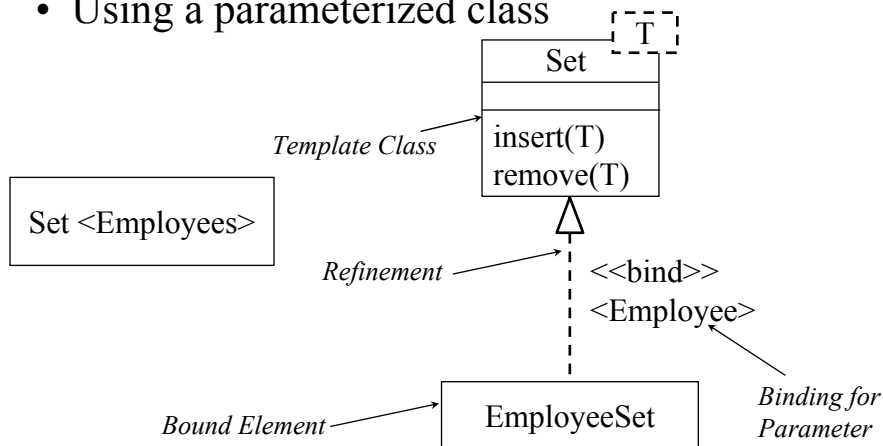 • Using a parameterized class
T
Set
Template Class
insert(T)
remove(T)
Set <Employees>
Refinement
<<bind>>
<Employee>
Bound Element
EmployeeSet
Binding for
Parameter